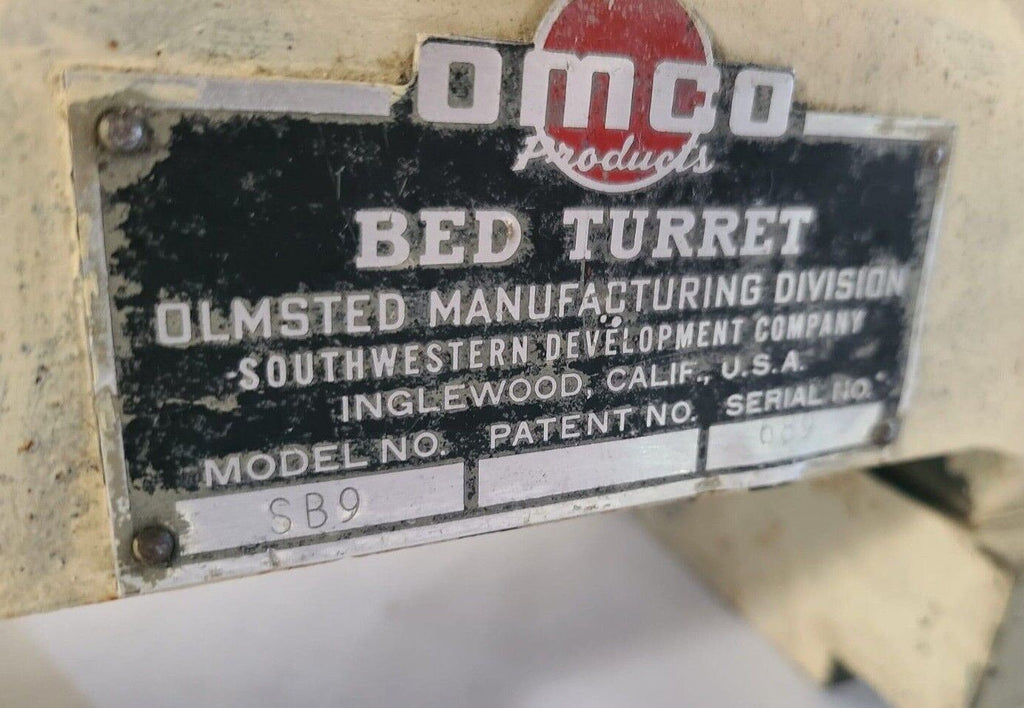 OMCO
Products
BED TURRET
OLMSTED MANUFACTURING DIVISION
SOUTHWESTERN DEVELOPMENT COMPANY
INGLEWOOD, CALIF., U.S.A.
MODEL NO. PATENT NO. SERIAL NO.
SB9